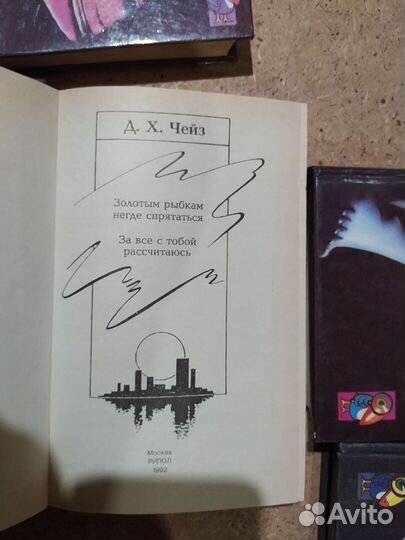 Д. Х. Чейз
Золотым рыбкам
негде спрятаться
За все с тобой
рассчитаюсь
Москва
РИПОЛ
1992
Avito